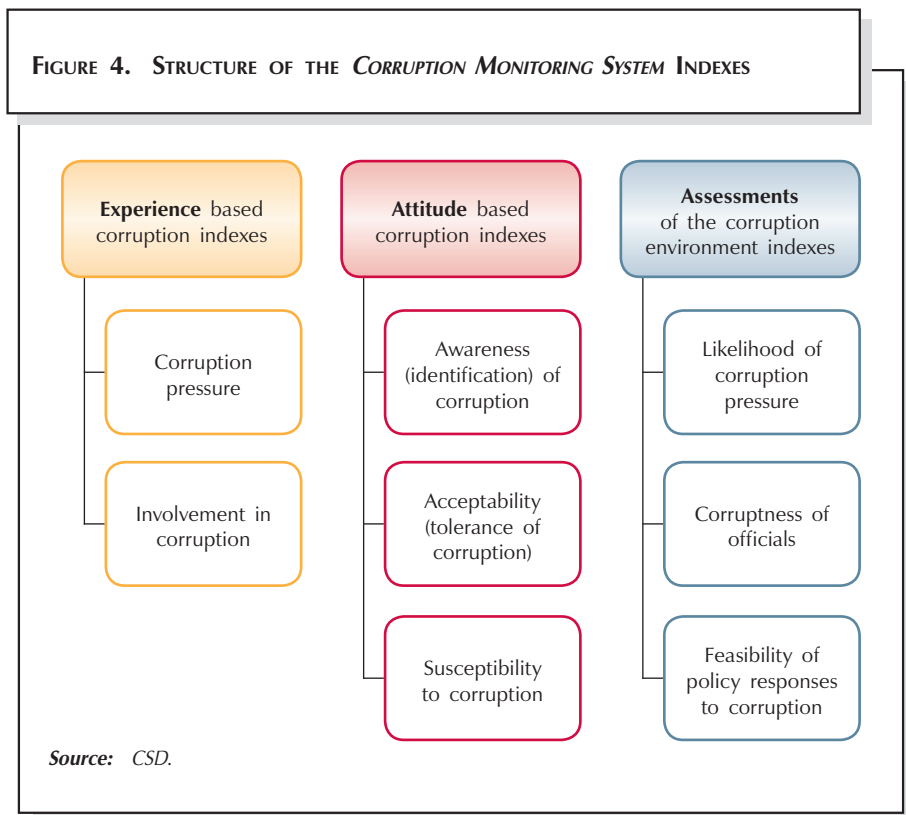 FIGURE 4. STRUCTURE OF THE CORRUPTION MONITORING SYSTEM INDEXES
Experience based
corruption indexes
Corruption
pressure
Involvement in
corruption
Attitude based
corruption indexes
Awareness
(identification) of
corruption
Acceptability
(tolerance of
corruption)
Susceptibility
to corruption
Assessments
of the corruption
environment indexes
Likelihood of
corruption
pressure
Corruptness of
officials
Feasibility of
policy responses
to corruption
Source: CSD.